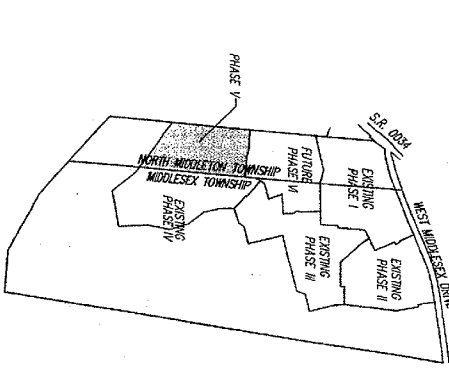 PHASE V
S.R. 0034
WEST MIDDLESEX DRIVE
NORTH MIDDLETON TOWNSHIP
MIDDLESEX TOWNSHIP
FUTURE
PHASE VI
EXISTING
PHASE I
EXISTING
PHASE II
EXISTING
PHASE III
EXISTING
PHASE IV